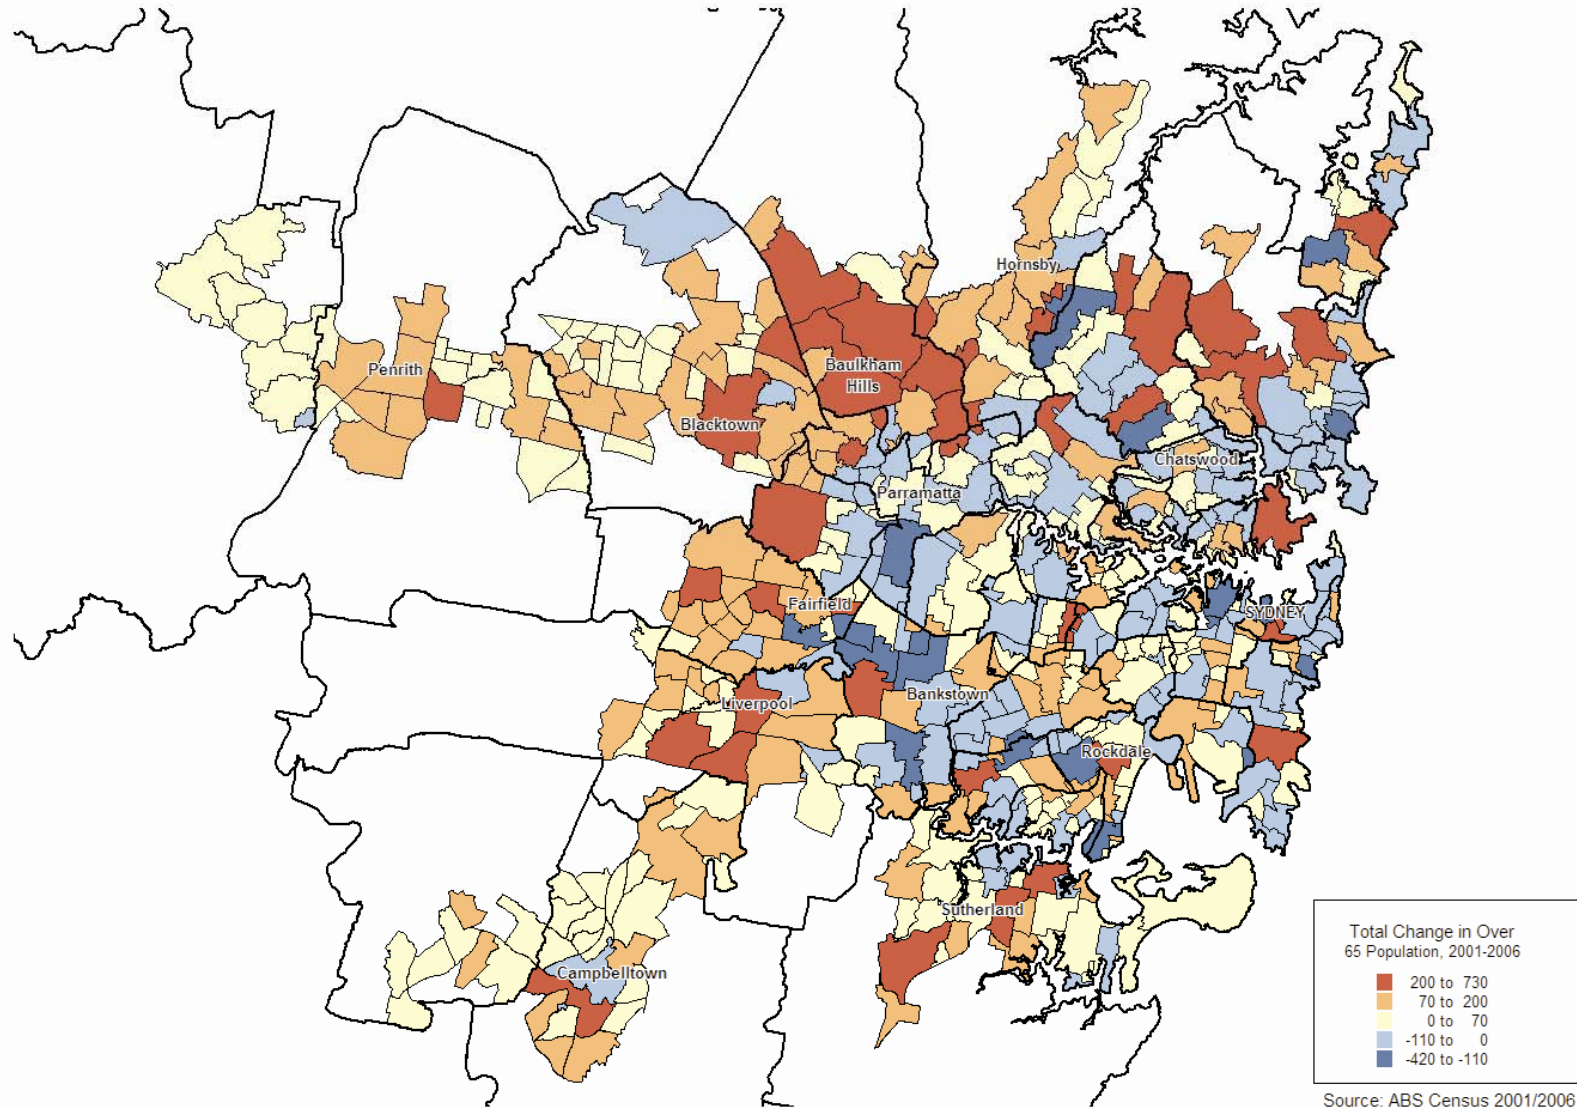 Hornsby
Penrith
Baulkham
Hills
Blacktown
Chatswood
Parramatta
Fairfield
SYDNEY
Bankstown
Liverpool
Rockdale
Sutherland
Campbelltown
Total Change in Over
65 Population, 2001-2006
200 to 730
70 to 200
0 to 70
-110 to 0
-420 to -110
Source: ABS Census 2001/2006